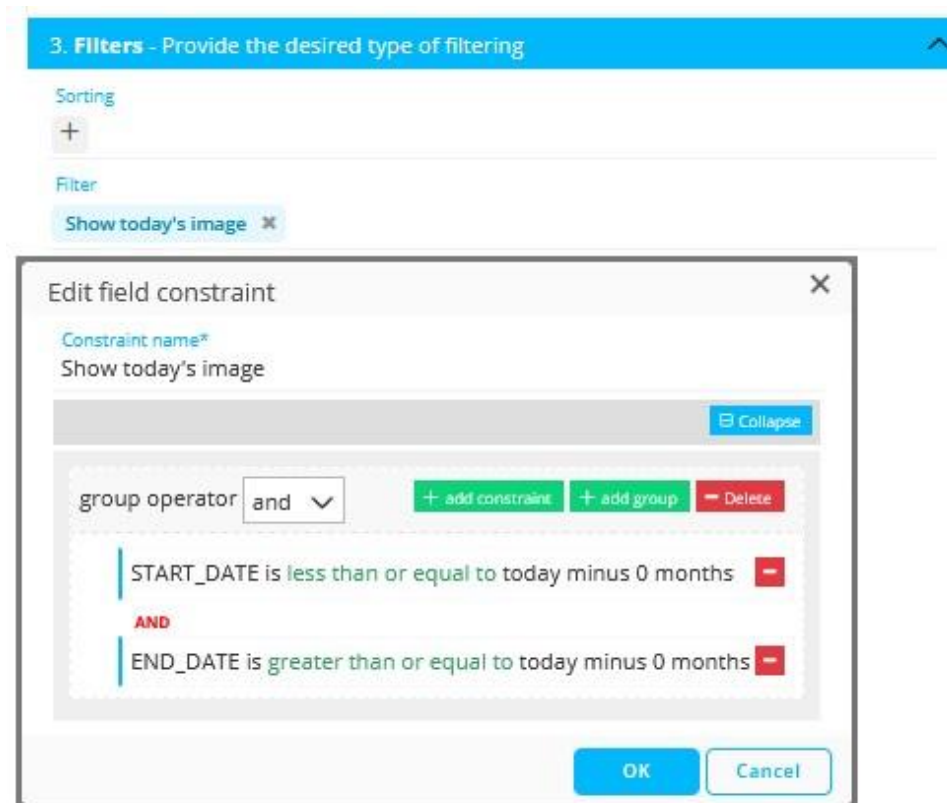 3. Filters - Provide the desired type of filtering
Sorting
+
Filter
Show today's image ✖
Edit field constraint ✕
Constraint name*
Show today's image
⊟ Collapse
group operator and + add constraint + add group − Delete
START_DATE is less than or equal to today minus 0 months −
AND
END_DATE is greater than or equal to today minus 0 months −
OK Cancel